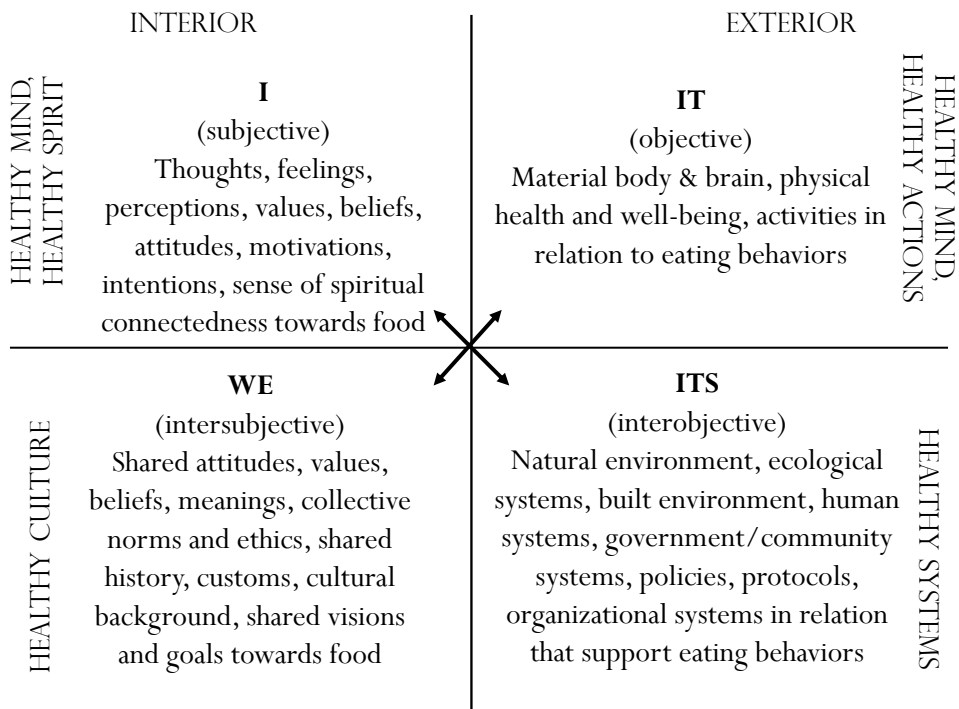 INTERIOR
EXTERIOR
HEALTHY MIND,
HEALTHY SPIRIT
I
(subjective)
Thoughts, feelings,
perceptions, values, beliefs,
attitudes, motivations,
intentions, sense of spiritual
connectedness towards food
IT
(objective)
Material body & brain, physical
health and well-being, activities in
relation to eating behaviors
HEALTHY MIND,
HEALTHY ACTIONS
HEALTHY CULTURE
WE
(intersubjective)
Shared attitudes, values,
beliefs, meanings, collective
norms and ethics, shared
history, customs, cultural
background, shared visions
and goals towards food
ITS
(interobjective)
Natural environment, ecological
systems, built environment, human
systems, government/community
systems, policies, protocols,
organizational systems in relation
that support eating behaviors
HEALTHY SYSTEMS